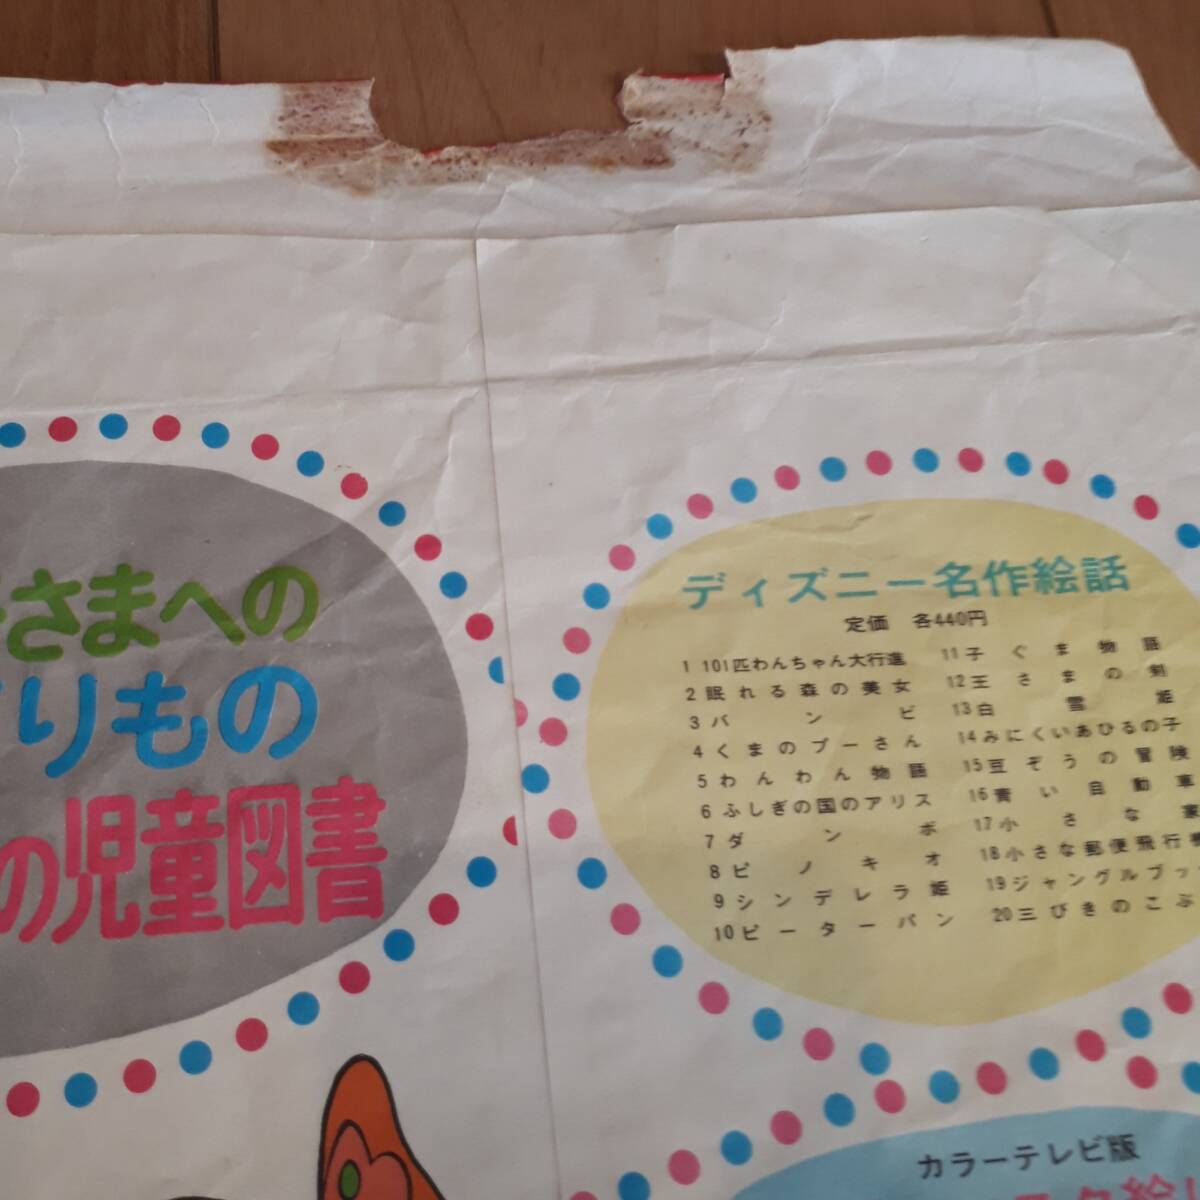 さまへの
りもの
の児童図書
ディズニー名作絵話
定価 各440円
1 101匹わんちゃん大行進
2 眠れる森の美女
3 バンビ
4 くまのプーさん
5 わんわん物語
6 ふしぎの国のアリス
7 ダンボ
8 ピノキオ
9 シンデレラ姫
10 ピーターパン
11 子ぐま物語
12 王さまの剣
13 白雪姫
14 みにくいあひるの子
15 豆ぞうの冒険
16 青い自動車
17 小さな家
18 小さな郵便飛行機
19 ジャングルブッ
20 三びきのこぶ
カラーテレビ版